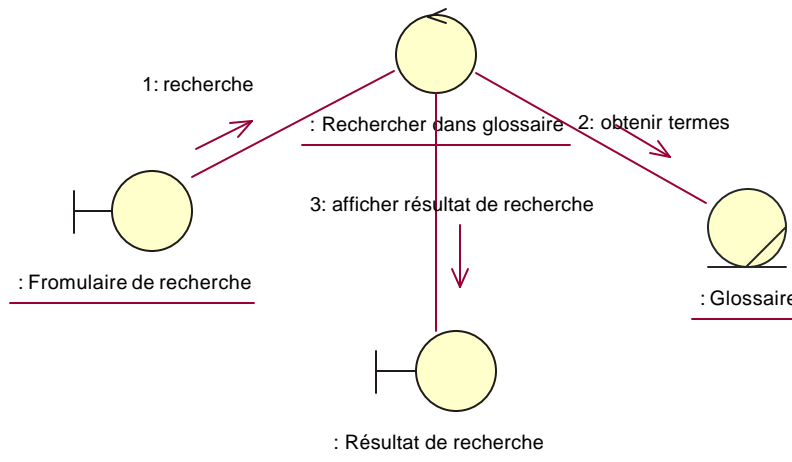 1: recherche
: Rechercher dans glossaire
2: obtenir termes
3: afficher résultat de recherche
: Fromulaire de recherche
: Glossaire
: Résultat de recherche